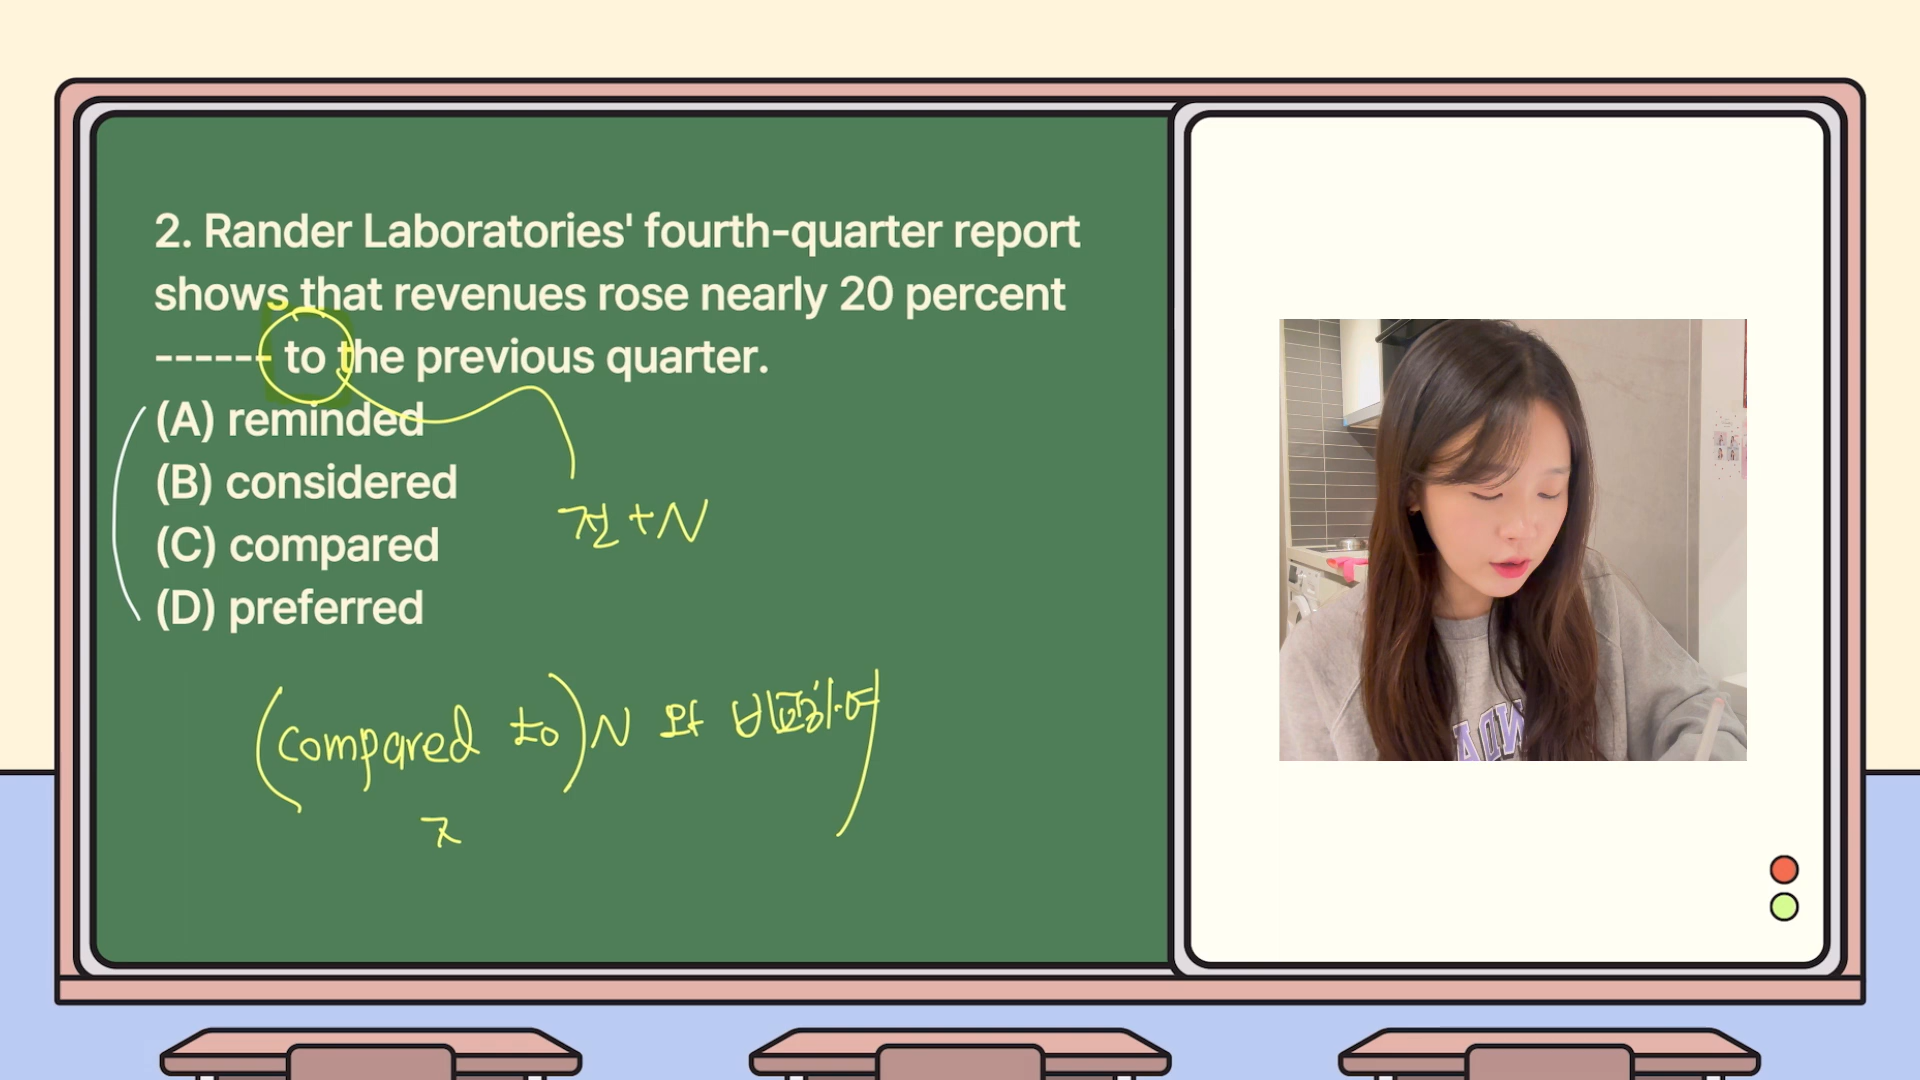 2. Rander Laboratories' fourth-quarter report
shows that revenues rose nearly 20 percent
------ to the previous quarter.
(A) reminded
(B) considered
(C) compared
(D) preferred
전+N
(compared to) N 와 비교하여
ㅈ